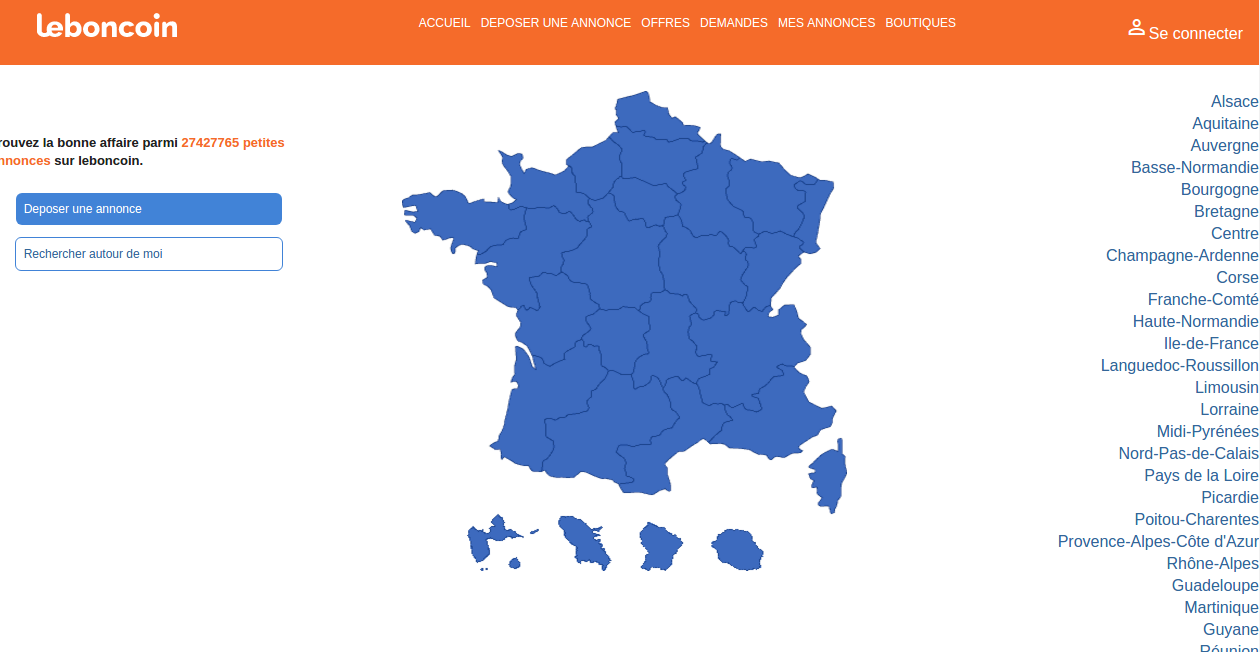 leboncoin
ACCUEIL DEPOSER UNE ANNONCE OFFRES DEMANDES MES ANNONCES BOUTIQUES
Se connecter
rouvez la bonne affaire parmi 27427765 petites
nnonces sur leboncoin.
Deposer une annonce
Rechercher autour de moi
Alsace
Aquitaine
Auvergne
Basse-Normandie
Bourgogne
Bretagne
Centre
Champagne-Ardenne
Corse
Franche-Comté
Haute-Normandie
Ile-de-France
Languedoc-Roussillon
Limousin
Lorraine
Midi-Pyrénées
Nord-Pas-de-Calais
Pays de la Loire
Picardie
Poitou-Charentes
Provence-Alpes-Côte d'Azur
Rhône-Alpes
Guadeloupe
Martinique
Guyane
Réunion